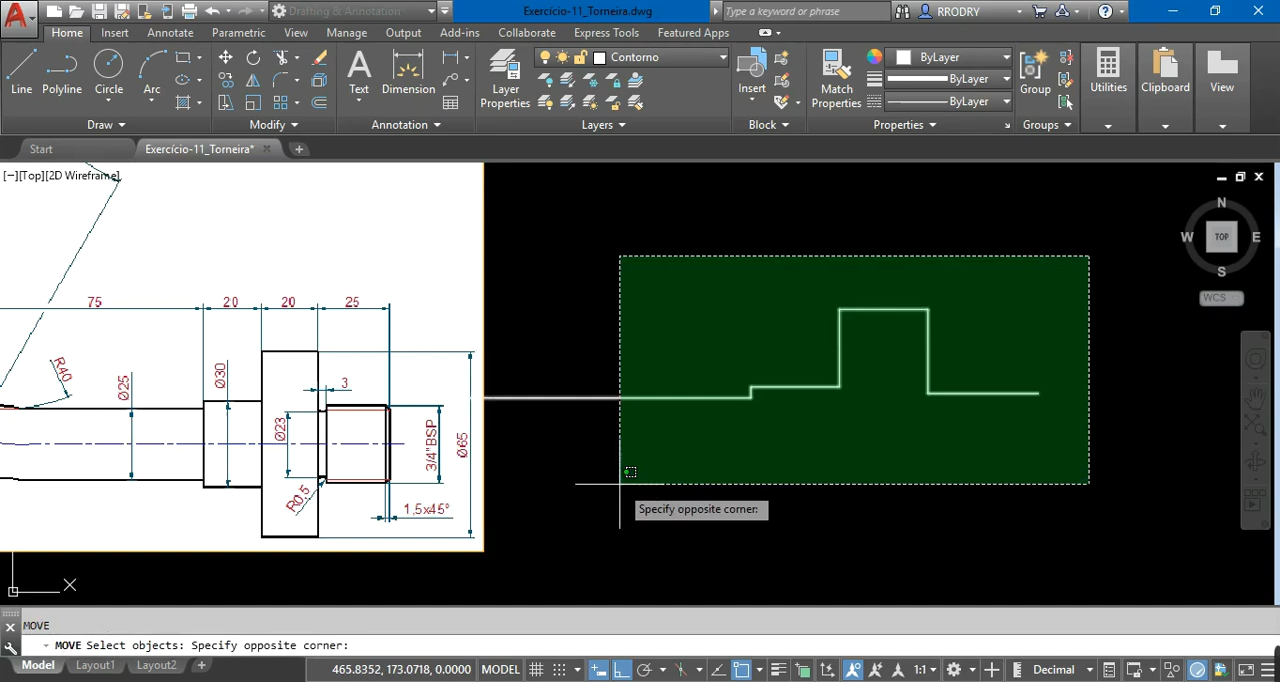 A
Drafting & Annotation
Exercício-11_Torneira.dwg
Type a keyword or phrase
RRODRY
Home Insert Annotate Parametric View Manage Output Add-ins Collaborate Express Tools Featured Apps
Line Polyline Circle Arc
Draw
Modify
A
Text Dimension
Annotation
Layer Properties
Contorno
Layers
Insert
Block
Match Properties
ByLayer
ByLayer
ByLayer
Properties
Group
Groups
Utilities
Clipboard
View
Start
Exercício-11_Torneira*
[−][Top][2D Wireframe]
N
W TOP E
S
WCS
75 20 20 25
R40
Ø25
Ø30
3
Ø23
3/4"BSP
Ø65
R0,5
1,5x45°
Specify opposite corner:
MOVE
MOVE Select objects: Specify opposite corner:
Model Layout1 Layout2 +
465.8352, 173.0718, 0.0000 MODEL 1:1 Decimal